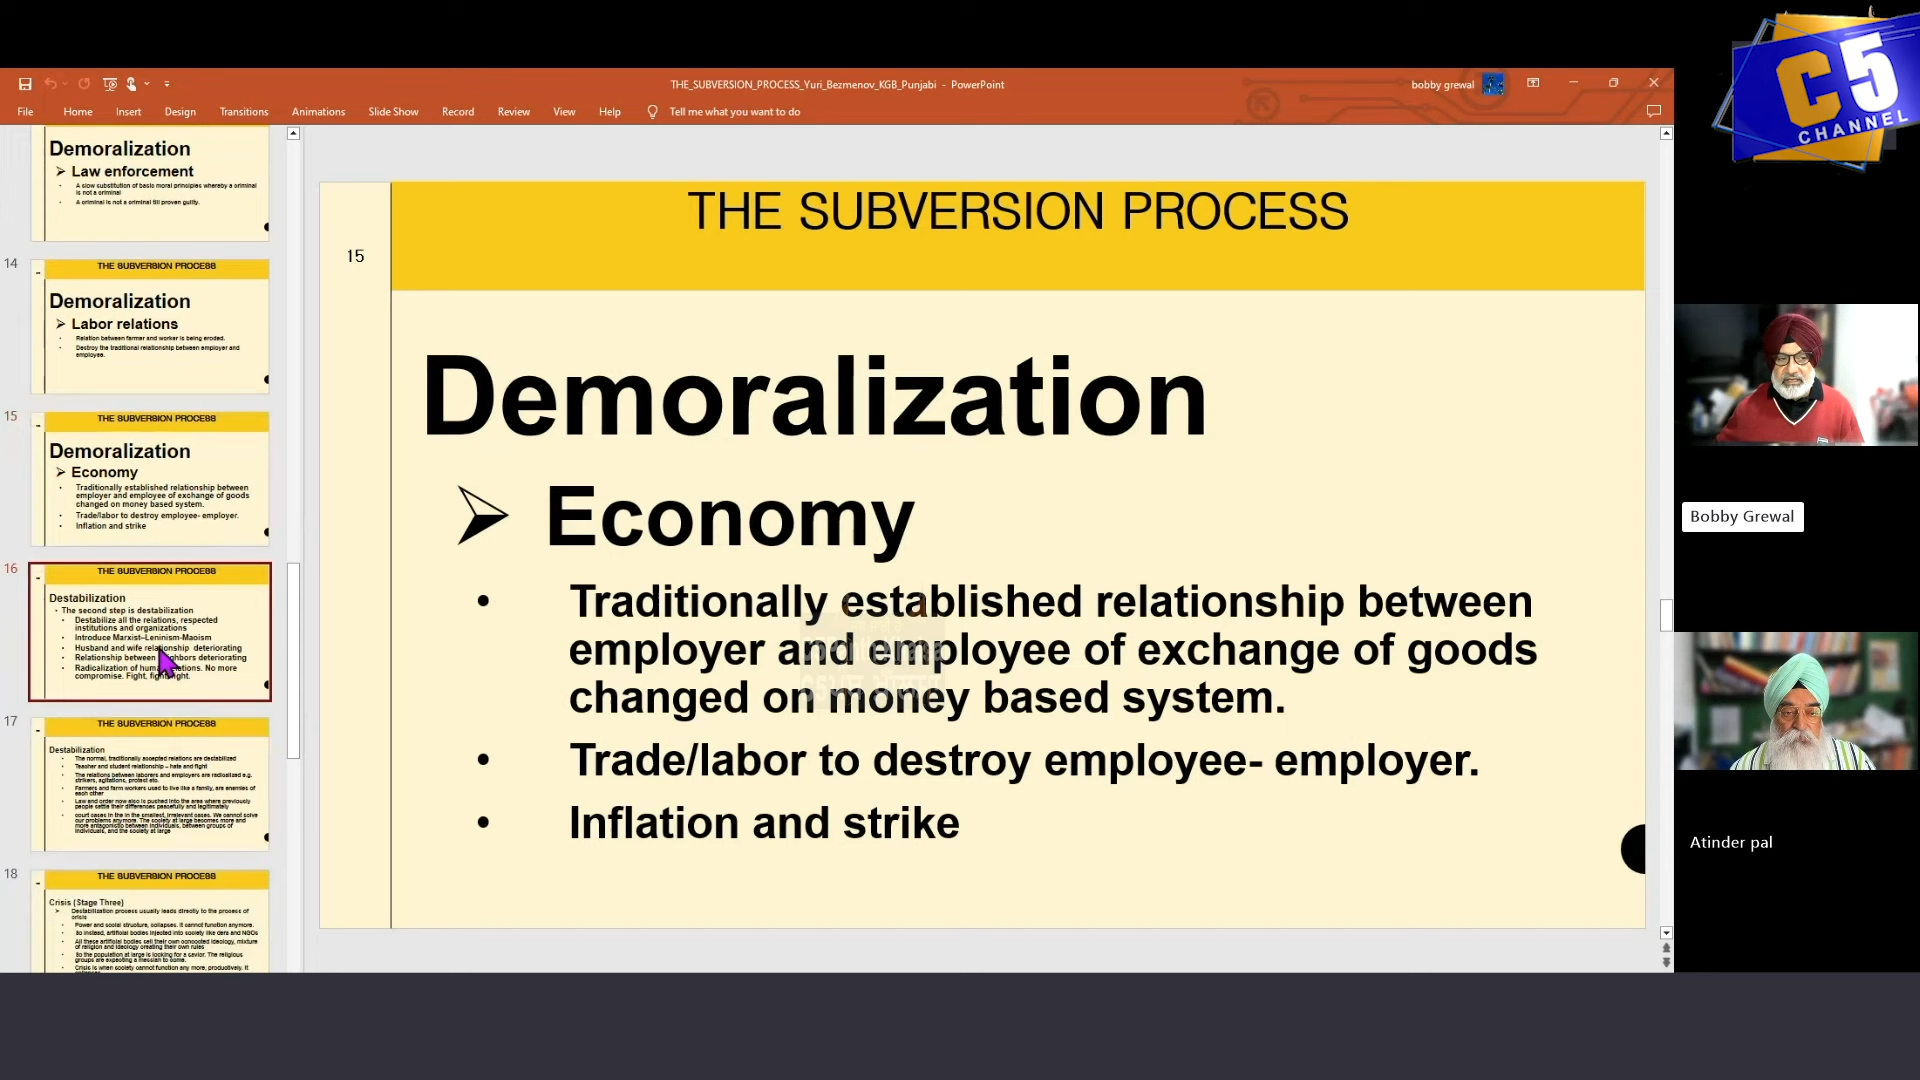 THE_SUBVERSION_PROCESS_Yuri_Bezmenov_KGB_Punjabi - PowerPoint
bobby grewal
File Home Insert Design Transitions Animations Slide Show Record Review View Help Tell me what you want to do
C5
CHANNEL
Demoralization
Law enforcement
A slow substitution of basic moral principles whereby a criminal
is not a criminal
A criminal is not a criminal till proven guilty.
14
THE SUBVERSION PROCESS
Demoralization
Labor relations
Relation between farmer and worker is being eroded.
Destroy the traditional relationship between employer and
employee.
15
THE SUBVERSION PROCESS
Demoralization
Economy
Traditionally established relationship between
employer and employee of exchange of goods
changed on money based system.
Trade/labor to destroy employee- employer.
Inflation and strike
16
THE SUBVERSION PROCESS
Destabilization
The second step is destabilization
Destabilize all the relations, respected
institutions and organizations
Introduce Marxist–Leninism-Maoism
Husband and wife relationship deteriorating
Relationship between neighbors deteriorating
Radicalization of human relations. No more
compromise. Fight, fight, fight.
17
THE SUBVERSION PROCESS
Destabilization
The normal, traditionally accepted relations are destabilized
Teacher and student relationship – hate and fight
The relations between laborers and employers are radicalized e.g.
strikers, agitations, protest etc.
Farmers and farm workers used to live like a family, are enemies of
each other
Law and order now also is pushed into the area where previously
people settle their differences peacefully and legitimately
court cases in the in the smallest, irrelevant cases. We cannot solve
our problems anymore. The society at large becomes more and
more antagonistic between individuals, between groups of
individuals, and the society at large
18
THE SUBVERSION PROCESS
Crisis (Stage Three)
Destabilization process usually leads directly to the process of
crisis
Power and social structure, collapses. It cannot function anymore.
So instead, artificial bodies injected into society like dera and NGOs
All these artificial bodies sell their own concocted ideology, mixture
of religion and ideology creating their own rules
So the population at large is looking for a savior. The religious
groups are expecting a messiah to come.
Crisis is when society cannot function any more, productively. It
THE SUBVERSION PROCESS
15
Demoralization
Economy
• Traditionally established relationship between
employer and employee of exchange of goods
changed on money based system.
• Trade/labor to destroy employee- employer.
• Inflation and strike
Bobby Grewal
Atinder pal